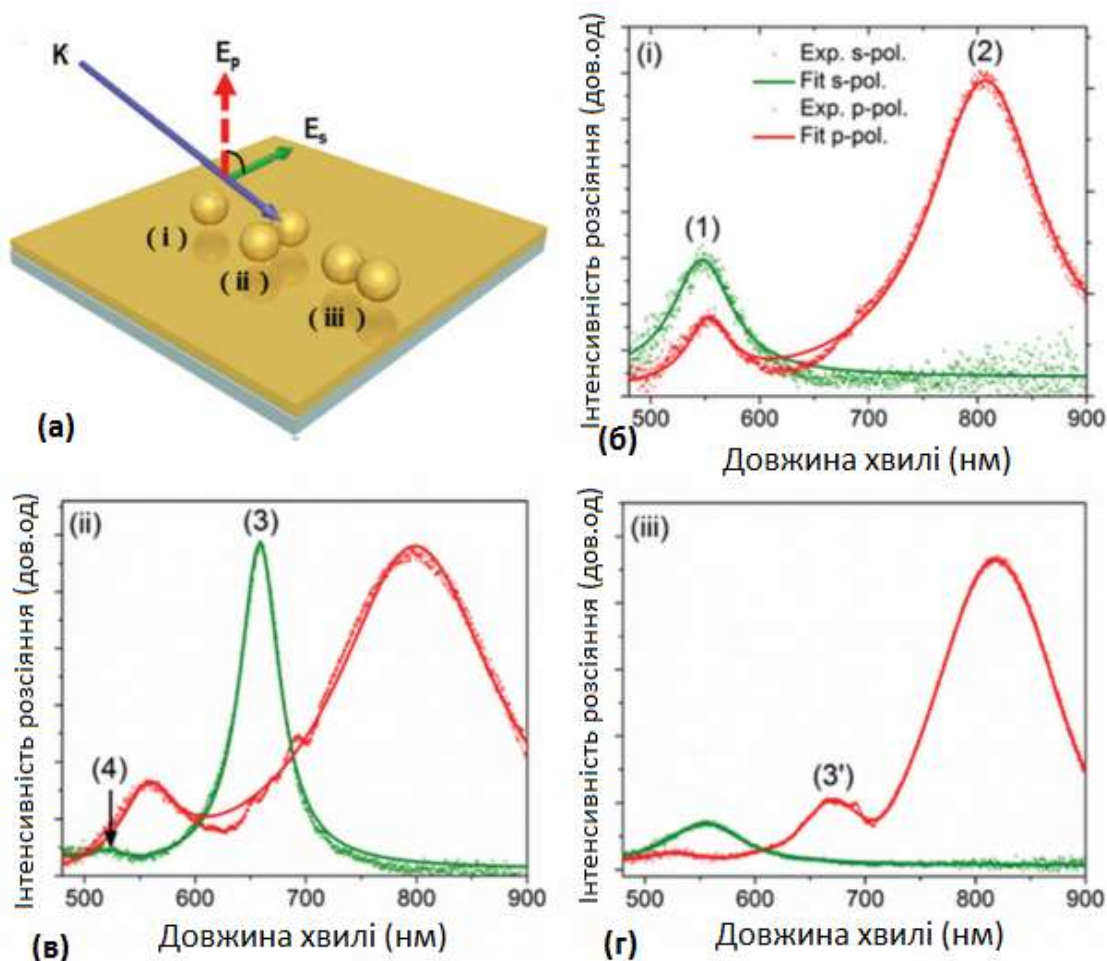 K
Eₚ
Eₛ
( i )
( ii )
( iii )
(а)
(i)
(1)
(2)
Exp. s-pol.
Fit s-pol.
Exp. p-pol.
Fit p-pol.
Інтенсивність розсіяння (дов.од)
500 600 700 800 900
(б)
Довжина хвилі (нм)
(ii)
(3)
(4)
Інтенсивність розсіяння (дов.од)
500 600 700 800 900
(в)
Довжина хвилі (нм)
(iii)
(3')
Інтенсивність розсіяння (дов.од)
500 600 700 800 900
(г)
Довжина хвилі (нм)